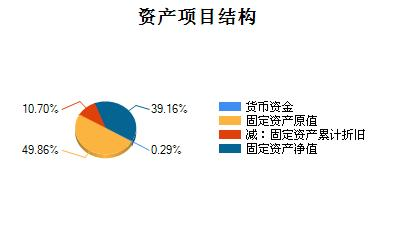 资产项目结构
10.70%
39.16%
49.86%
0.29%
货币资金
固定资产原值
减：固定资产累计折旧
固定资产净值